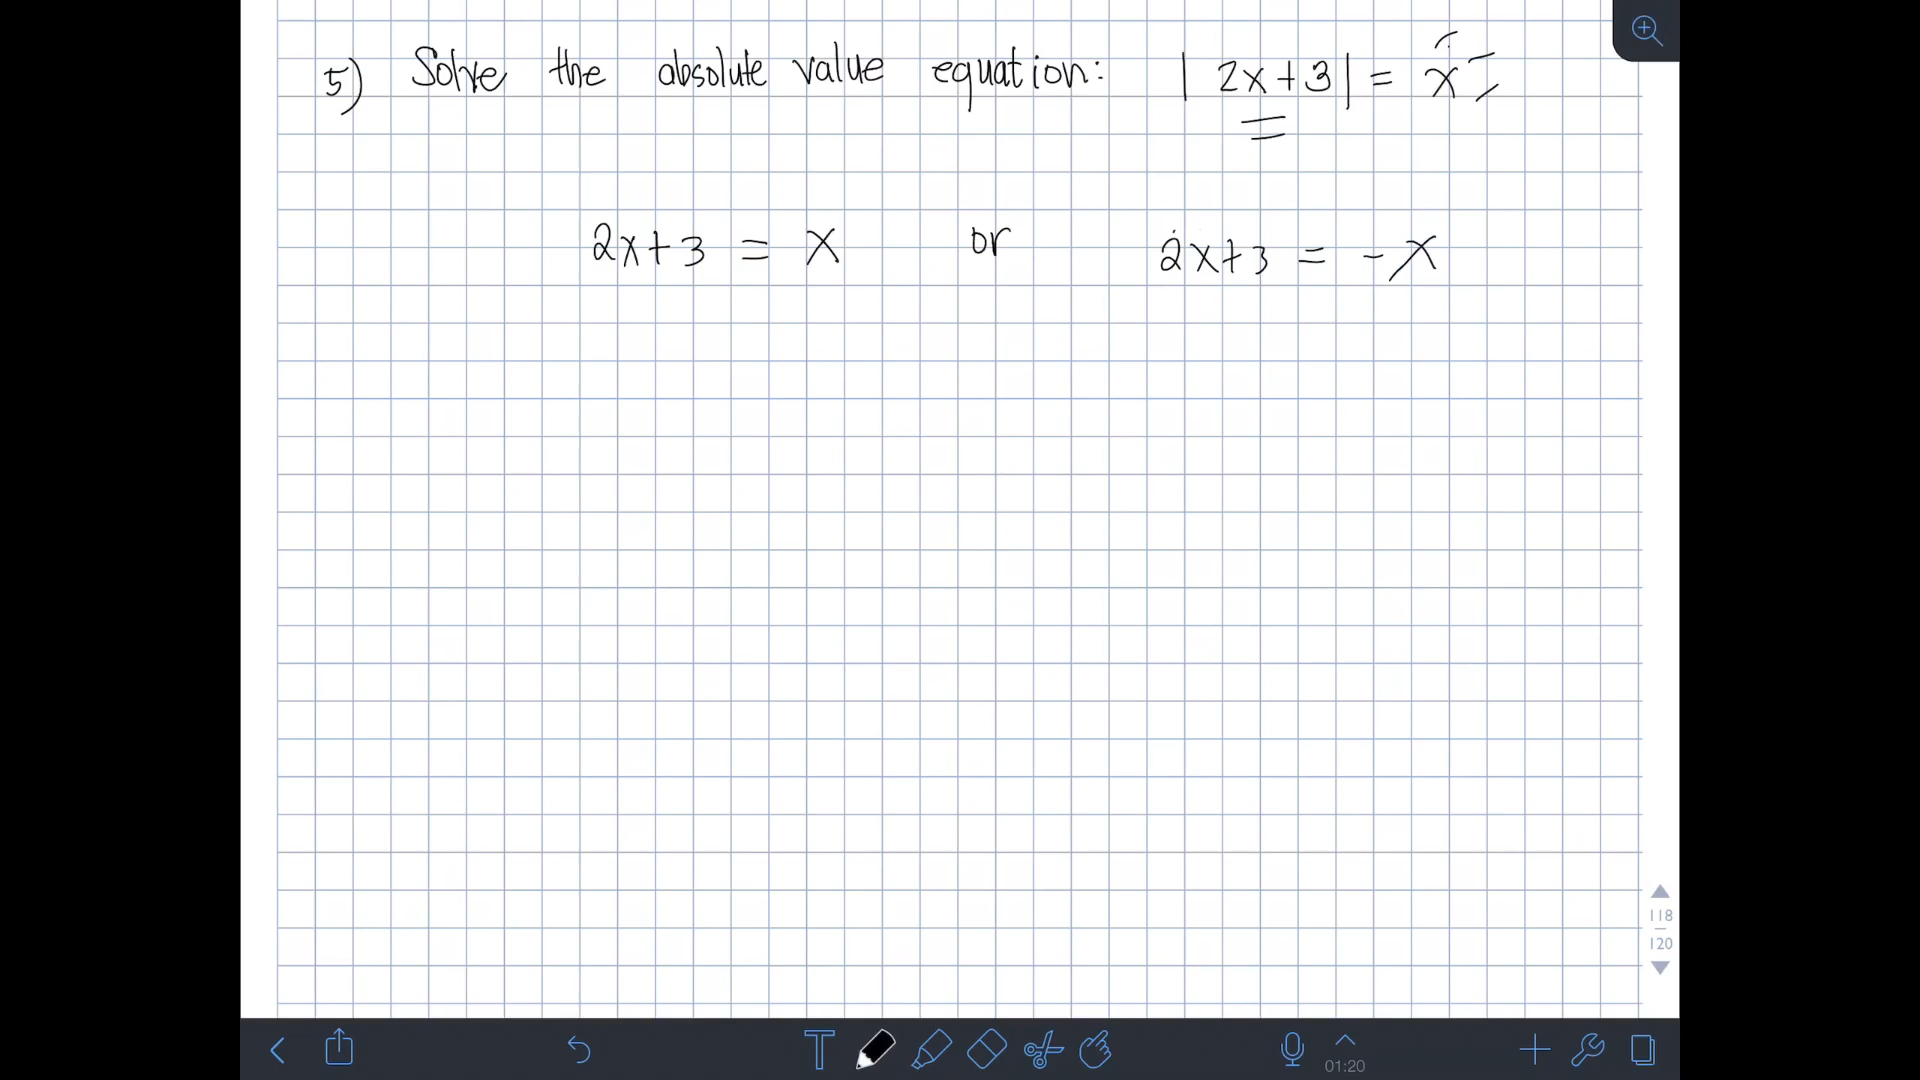 5) Solve the absolute value equation: | 2x+3| = x
2x+3 = x or 2x+3 = -x
118
120
T
01:20